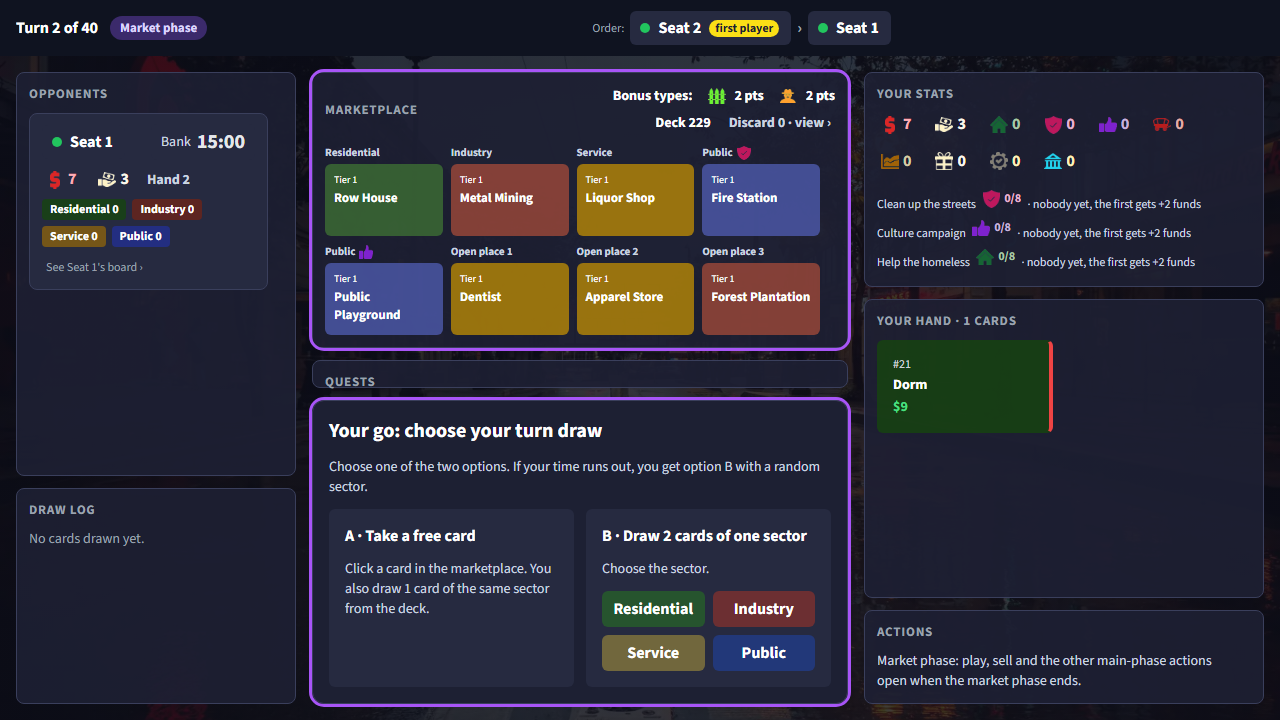 Turn 2 of 40
Market phase
Order:
Seat 2
first player
›
Seat 1
OPPONENTS
Seat 1
Bank 15:00
7
3
Hand 2
Residential 0
Industry 0
Service 0
Public 0
See Seat 1's board ›
DRAW LOG
No cards drawn yet.
MARKETPLACE
Bonus types: 2 pts 2 pts
Deck 229 Discard 0 · view ›
Residential
Tier 1
Row House
Industry
Tier 1
Metal Mining
Service
Tier 1
Liquor Shop
Public
Tier 1
Fire Station
Public
Tier 1
Public
Playground
Open place 1
Tier 1
Dentist
Open place 2
Tier 1
Apparel Store
Open place 3
Tier 1
Forest Plantation
QUESTS
Your go: choose your turn draw
Choose one of the two options. If your time runs out, you get option B with a random
sector.
A · Take a free card
Click a card in the marketplace. You
also draw 1 card of the same sector
from the deck.
B · Draw 2 cards of one sector
Choose the sector.
Residential
Industry
Service
Public
YOUR STATS
7 3 0 0 0 0
0 0 0 0
Clean up the streets 0/8 · nobody yet, the first gets +2 funds
Culture campaign 0/8 · nobody yet, the first gets +2 funds
Help the homeless 0/8 · nobody yet, the first gets +2 funds
YOUR HAND · 1 CARDS
#21
Dorm
$9
ACTIONS
Market phase: play, sell and the other main-phase actions
open when the market phase ends.